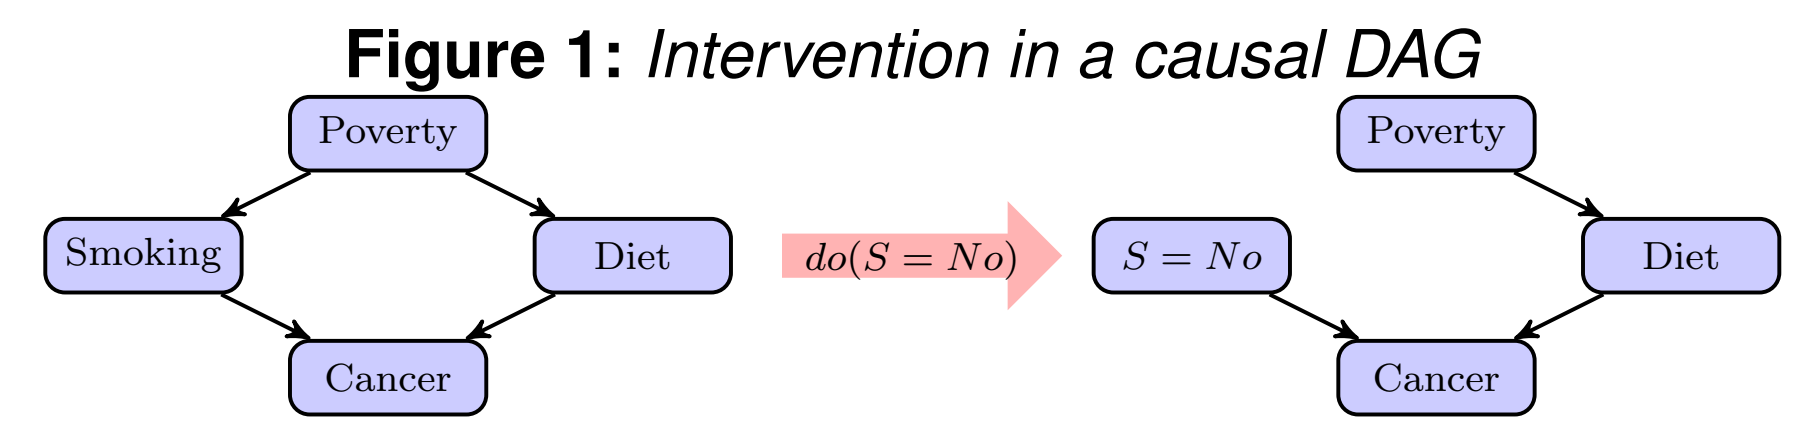 Figure 1: Intervention in a causal DAG
Poverty
Smoking
Diet
Cancer
do(S = No)
Poverty
S = No
Diet
Cancer